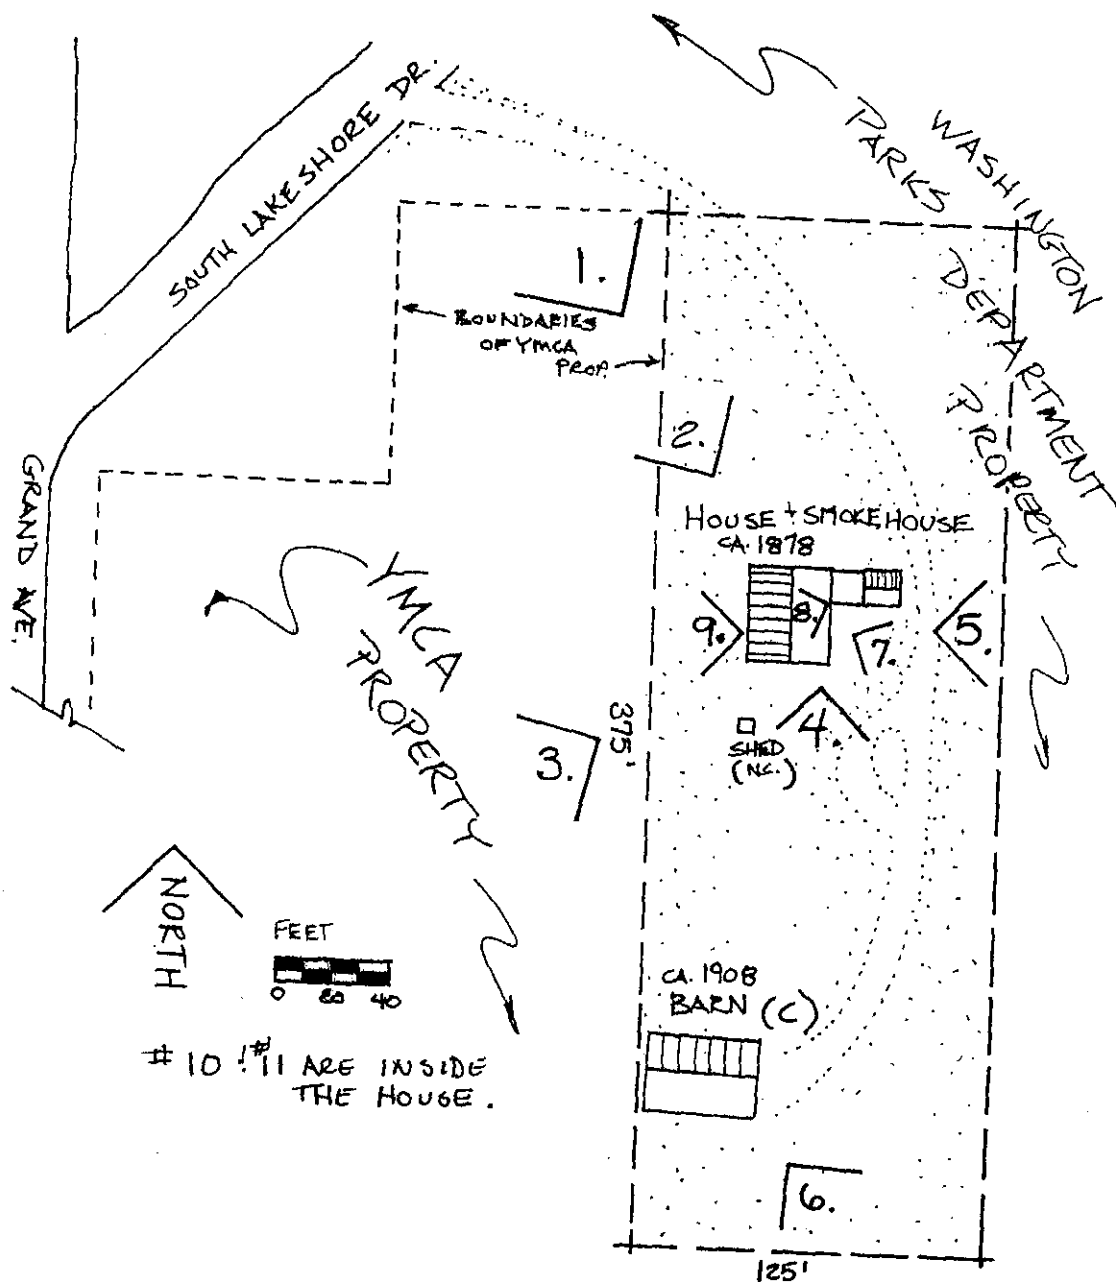 SOUTH LAKESHORE DR.
WASHINGTON
PARKS
DEPARTMENT
PROPERTY
1.
BOUNDARIES
OF YMCA
PROP.
2.
GRAND AVE.
HOUSE + SMOKEHOUSE
CA. 1878
YMCA
PROPERTY
9.
8.
7.
5.
375'
SHED
(NC.)
4.
3.
NORTH
FEET
0 20 40
CA. 1908
BARN (C)
#10 & #11 ARE INSIDE
THE HOUSE.
6.
125'